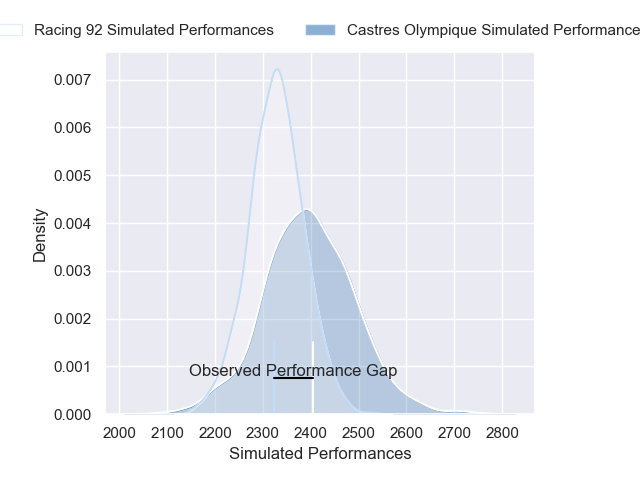 Racing 92 Simulated Performances
Castres Olympique Simulated Performance
0.007
0.006
0.005
0.004
0.003
0.002
0.001
0.000
Density
Observed Performance Gap
2000 2100 2200 2300 2400 2500 2600 2700 2800
Simulated Performances